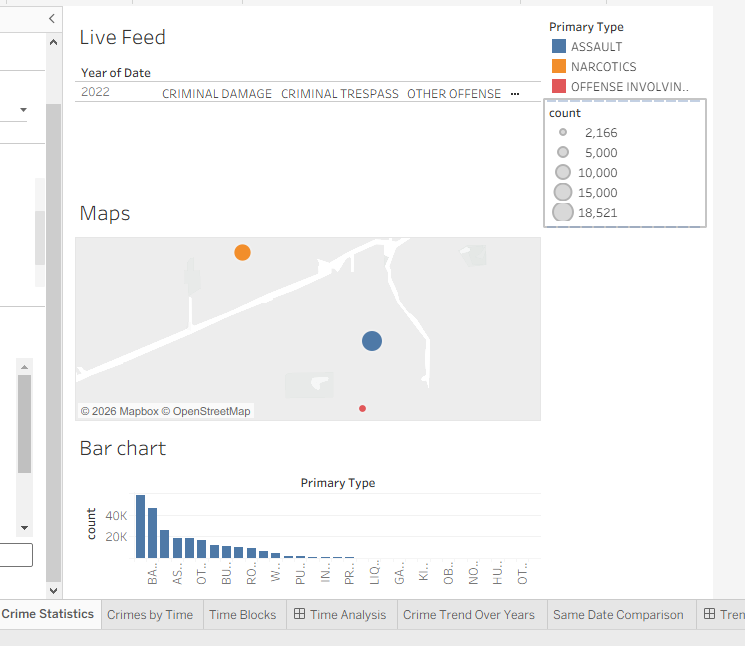 Live Feed
Year of Date
2022 CRIMINAL DAMAGE CRIMINAL TRESPASS OTHER OFFENSE ...
Primary Type
ASSAULT
NARCOTICS
OFFENSE INVOLVIN..
count
2,166
5,000
10,000
15,000
18,521
Maps
© 2026 Mapbox © OpenStreetMap
Bar chart
Primary Type
count
40K
20K
BA.. AS.. OT.. BU.. RO.. W.. PU.. IN.. PR.. LIQ.. GA.. KI.. OB.. NO.. HU.. OT..
Crime Statistics Crimes by Time Time Blocks Time Analysis Crime Trend Over Years Same Date Comparison Tren